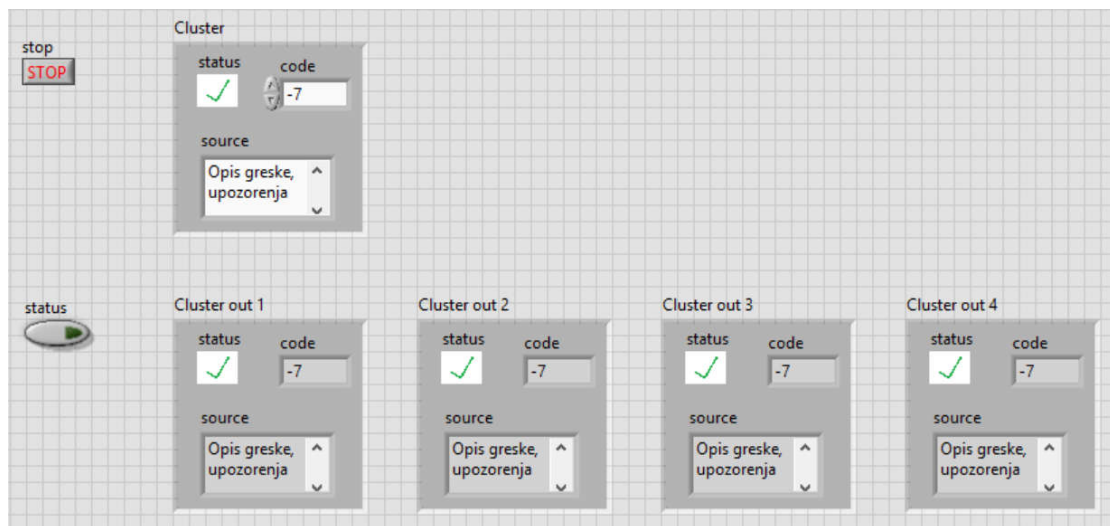 Cluster
stop
STOP
status
code
-7
source
Opis greske,
upozorenja
status
Cluster out 1
Cluster out 2
Cluster out 3
Cluster out 4
status
code
status
code
status
code
status
code
-7
-7
-7
-7
source
source
source
source
Opis greske,
upozorenja
Opis greske,
upozorenja
Opis greske,
upozorenja
Opis greske,
upozorenja